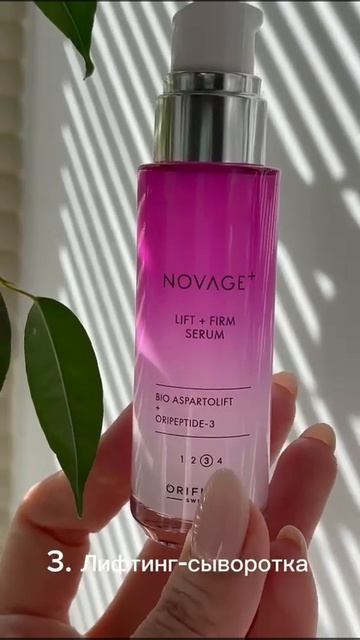 NOVAGE+
LIFT + FIRM
SERUM
BIO ASPARTOLIFT
+
ORIPEPTIDE-3
1 2 3 4
3. Лифтинг-сыворотка